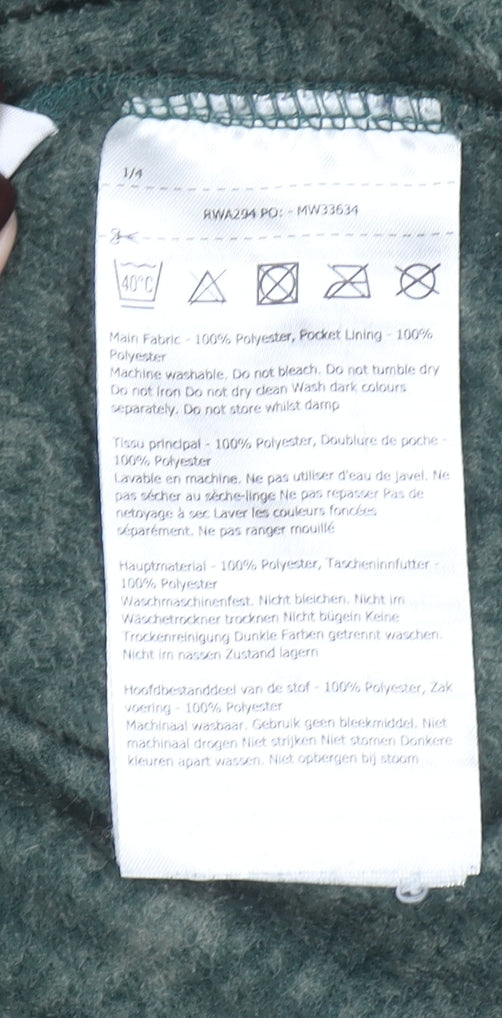 1/4
RWA294 PO: - MW33634
40°C
Main Fabric - 100% Polyester, Pocket Lining - 100%
Polyester
Machine washable. Do not bleach. Do not tumble dry
Do not Iron Do not dry clean Wash dark colours
separately. Do not store whilst damp
Tissu principal - 100% Polyester, Doublure de poche -
100% Polyester
Lavable en machine. Ne pas utiliser d'eau de Javel. Ne
pas sécher au sèche-linge Ne pas repasser Pas de
nettoyage à sec Laver les couleurs foncées
séparément. Ne pas ranger mouillé
Hauptmaterial - 100% Polyester, Tascheninnfutter -
100% Polyester
Waschmaschinenfest. Nicht bleichen. Nicht im
Wäschetrockner trocknen Nicht bügeln Keine
Trockenreinigung Dunkle Farben getrennt waschen.
Nicht im nassen Zustand lagern
Hoofdbestanddeel van de stof - 100% Polyester, Zak
voering - 100% Polyester
Machinaal wasbaar. Gebruik geen bleekmiddel. Niet
machinaal drogen Niet strijken Niet stomen Donkere
kleuren apart wassen. Niet opbergen bij stoom